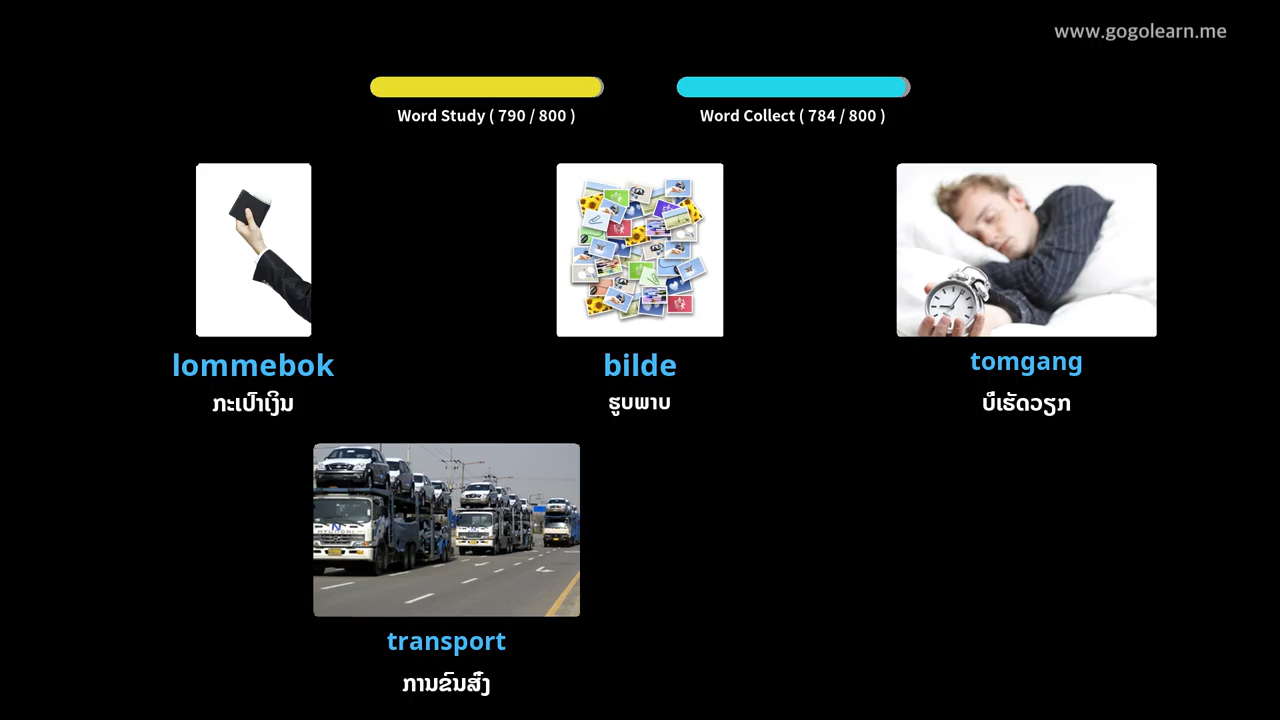 www.gogolearn.me
Word Study ( 790 / 800 )
Word Collect ( 784 / 800 )
lommebok
ກະເປົາເງິນ
bilde
ຮູບພາບ
tomgang
ບໍ່ເຮັດວຽກ
transport
ການຂົນສົ່ງ